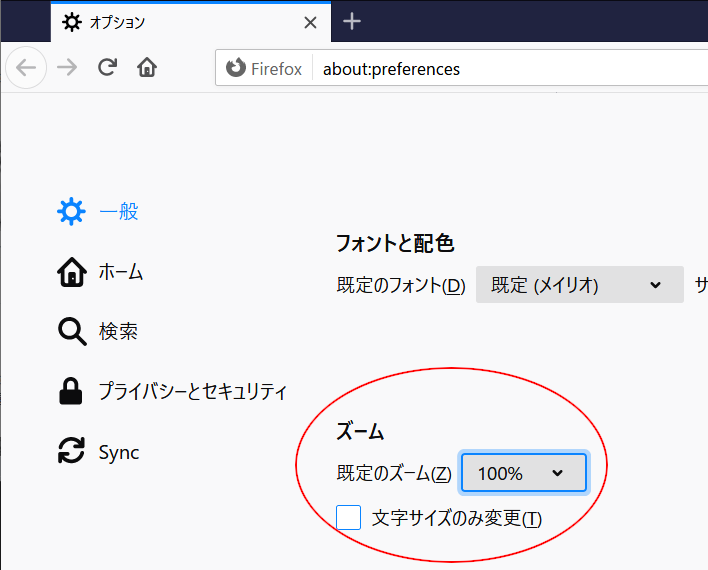 オプション
Firefox about:preferences
一般
ホーム
検索
プライバシーとセキュリティ
Sync
フォントと配色
既定のフォント(D) 既定 (メイリオ) サ
ズーム
既定のズーム(Z) 100%
文字サイズのみ変更(T)